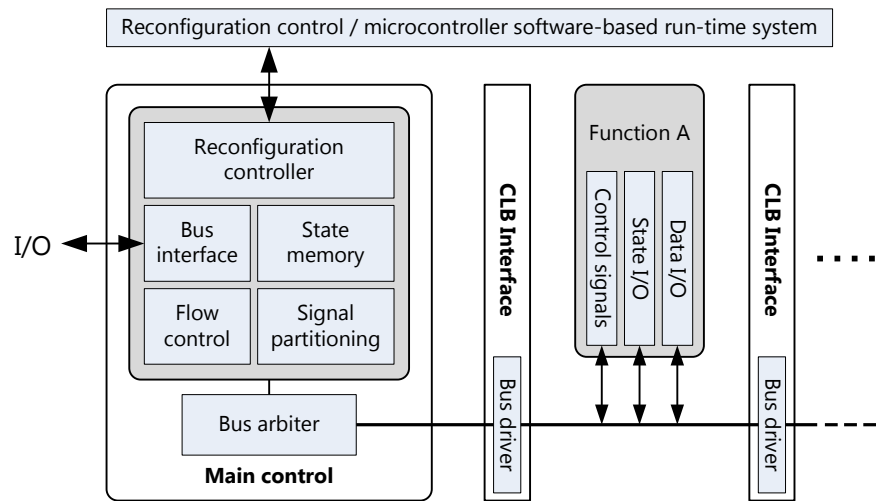 Reconfiguration control / microcontroller software-based run-time system
Reconfiguration
controller
Bus
interface
State
memory
Flow
control
Signal
partitioning
I/O
Bus arbiter
Main control
CLB Interface
Bus driver
Function A
Control signals
State I/O
Data I/O
CLB Interface
Bus driver